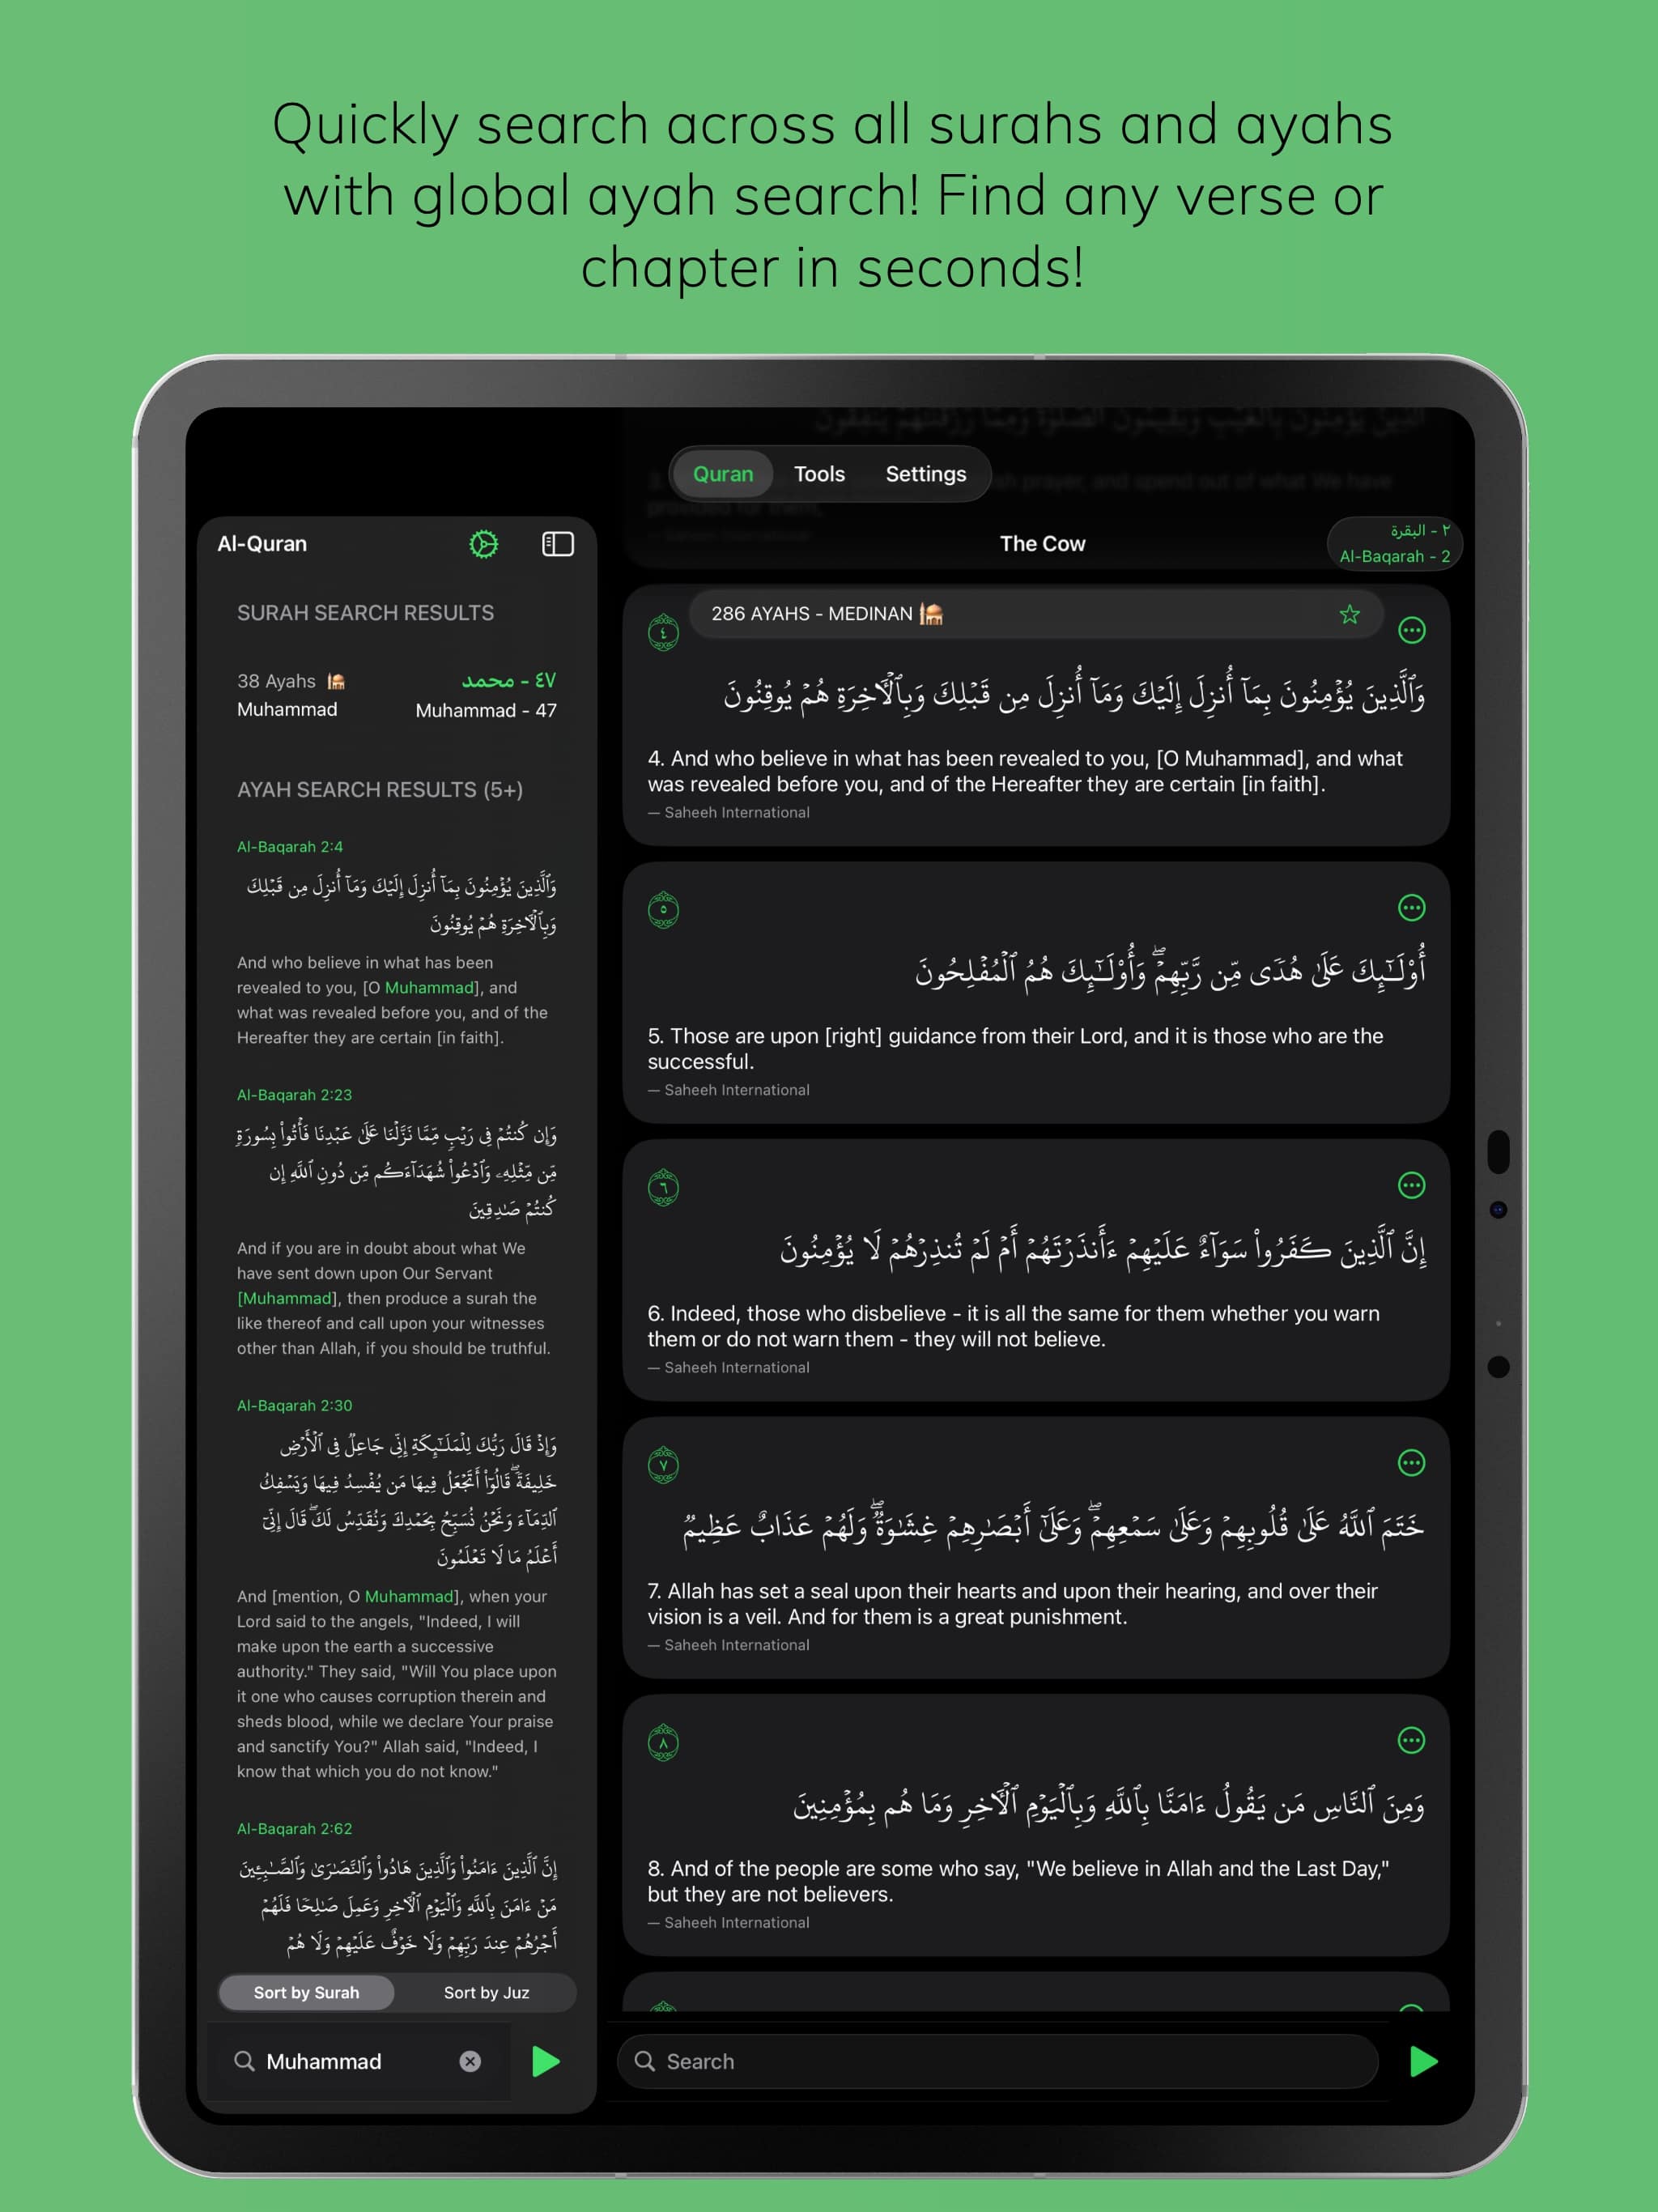 Quickly search across all surahs and ayahs
with global ayah search! Find any verse or
chapter in seconds!
Quran
Tools
Settings
Al-Quran
SURAH SEARCH RESULTS
38 Ayahs 🕌
٤٧ - محمد
Muhammad
Muhammad - 47
AYAH SEARCH RESULTS (5+)
Al-Baqarah 2:4
وَٱلَّذِينَ يُؤْمِنُونَ بِمَآ أُنزِلَ إِلَيْكَ وَمَآ أُنزِلَ مِن قَبْلِكَ
وَبِٱلْـَٔاخِرَةِ هُمْ يُوقِنُونَ
And who believe in what has been
revealed to you, [O Muhammad], and
what was revealed before you, and of the
Hereafter they are certain [in faith].
Al-Baqarah 2:23
وَإِن كُنتُمْ فِى رَيْبٍ مِّمَّا نَزَّلْنَا عَلَىٰ عَبْدِنَا فَأْتُوا۟ بِسُورَةٍ
مِّن مِّثْلِهِۦ وَٱدْعُوا۟ شُهَدَآءَكُم مِّن دُونِ ٱللَّهِ إِن
كُنتُمْ صَـٰدِقِينَ
And if you are in doubt about what We
have sent down upon Our Servant
[Muhammad], then produce a surah the
like thereof and call upon your witnesses
other than Allah, if you should be truthful.
Al-Baqarah 2:30
وَإِذْ قَالَ رَبُّكَ لِلْمَلَـٰٓئِكَةِ إِنِّى جَاعِلٌ فِى ٱلْأَرْضِ
خَلِيفَةً ۖ قَالُوٓا۟ أَتَجْعَلُ فِيهَا مَن يُفْسِدُ فِيهَا وَيَسْفِكُ
ٱلدِّمَآءَ وَنَحْنُ نُسَبِّحُ بِحَمْدِكَ وَنُقَدِّسُ لَكَ ۖ قَالَ إِنِّىٓ
أَعْلَمُ مَا لَا تَعْلَمُونَ
And [mention, O Muhammad], when your
Lord said to the angels, "Indeed, I will
make upon the earth a successive
authority." They said, "Will You place upon
it one who causes corruption therein and
sheds blood, while we declare Your praise
and sanctify You?" Allah said, "Indeed, I
know that which you do not know."
Al-Baqarah 2:62
إِنَّ ٱلَّذِينَ ءَامَنُوا۟ وَٱلَّذِينَ هَادُوا۟ وَٱلنَّصَـٰرَىٰ وَٱلصَّـٰبِـِٔينَ
مَنْ ءَامَنَ بِٱللَّهِ وَٱلْيَوْمِ ٱلْـَٔاخِرِ وَعَمِلَ صَـٰلِحًا فَلَهُمْ
أَجْرُهُمْ عِندَ رَبِّهِمْ وَلَا خَوْفٌ عَلَيْهِمْ وَلَا هُمْ
Sort by Surah
Sort by Juz
Muhammad
The Cow
٢ - البقرة
Al-Baqarah - 2
286 AYAHS - MEDINAN 🕌
٤
وَٱلَّذِينَ يُؤْمِنُونَ بِمَآ أُنزِلَ إِلَيْكَ وَمَآ أُنزِلَ مِن قَبْلِكَ وَبِٱلْـَٔاخِرَةِ هُمْ يُوقِنُونَ
4. And who believe in what has been revealed to you, [O Muhammad], and what
was revealed before you, and of the Hereafter they are certain [in faith].
— Saheeh International
٥
أُو۟لَـٰٓئِكَ عَلَىٰ هُدًى مِّن رَّبِّهِمْ ۖ وَأُو۟لَـٰٓئِكَ هُمُ ٱلْمُفْلِحُونَ
5. Those are upon [right] guidance from their Lord, and it is those who are the
successful.
— Saheeh International
٦
إِنَّ ٱلَّذِينَ كَفَرُوا۟ سَوَآءٌ عَلَيْهِمْ ءَأَنذَرْتَهُمْ أَمْ لَمْ تُنذِرْهُمْ لَا يُؤْمِنُونَ
6. Indeed, those who disbelieve - it is all the same for them whether you warn
them or do not warn them - they will not believe.
— Saheeh International
٧
خَتَمَ ٱللَّهُ عَلَىٰ قُلُوبِهِمْ وَعَلَىٰ سَمْعِهِمْ ۖ وَعَلَىٰٓ أَبْصَـٰرِهِمْ غِشَـٰوَةٌ ۖ وَلَهُمْ عَذَابٌ عَظِيمٌ
7. Allah has set a seal upon their hearts and upon their hearing, and over their
vision is a veil. And for them is a great punishment.
— Saheeh International
٨
وَمِنَ ٱلنَّاسِ مَن يَقُولُ ءَامَنَّا بِٱللَّهِ وَبِٱلْيَوْمِ ٱلْـَٔاخِرِ وَمَا هُم بِمُؤْمِنِينَ
8. And of the people are some who say, "We believe in Allah and the Last Day,"
but they are not believers.
— Saheeh International
Search